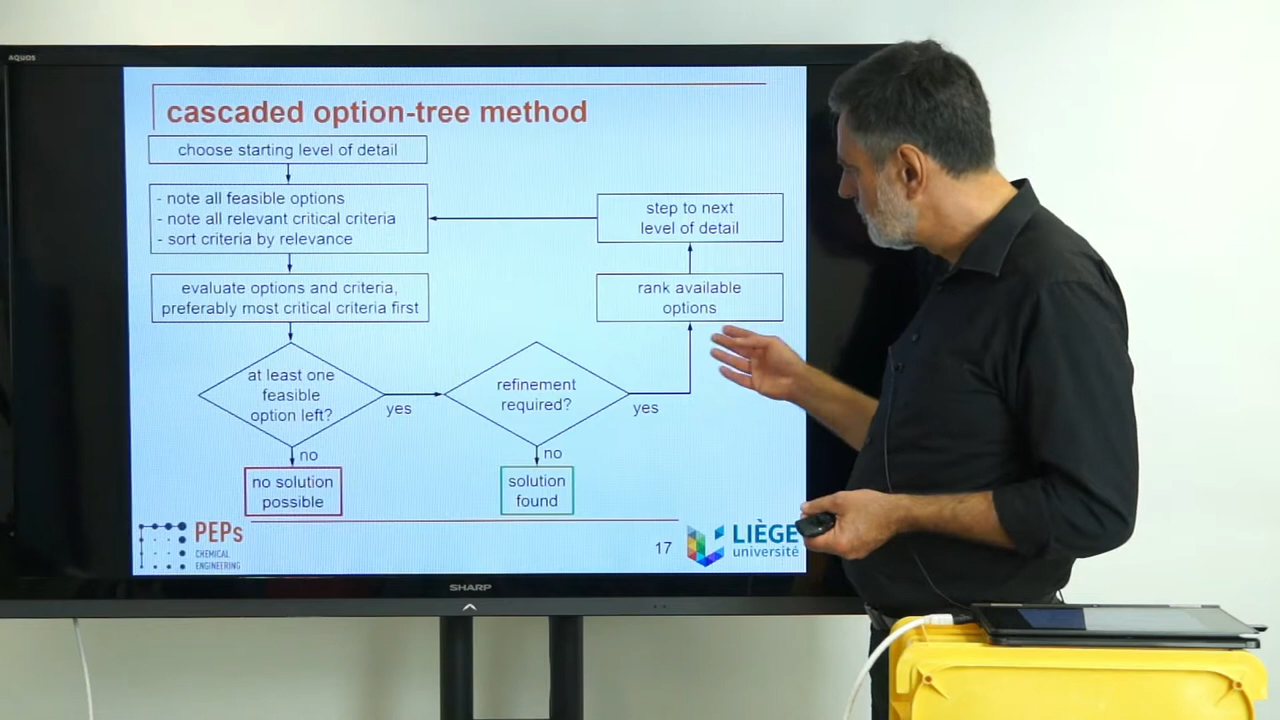 AQUOS
cascaded option-tree method
choose starting level of detail
- note all feasible options
- note all relevant critical criteria
- sort criteria by relevance
evaluate options and criteria,
preferably most critical criteria first
at least one
feasible
option left?
yes
no
no solution
possible
refinement
required?
yes
no
solution
found
rank available
options
step to next
level of detail
PEPs
CHEMICAL
ENGINEERING
17
LIÈGE
université
SHARP